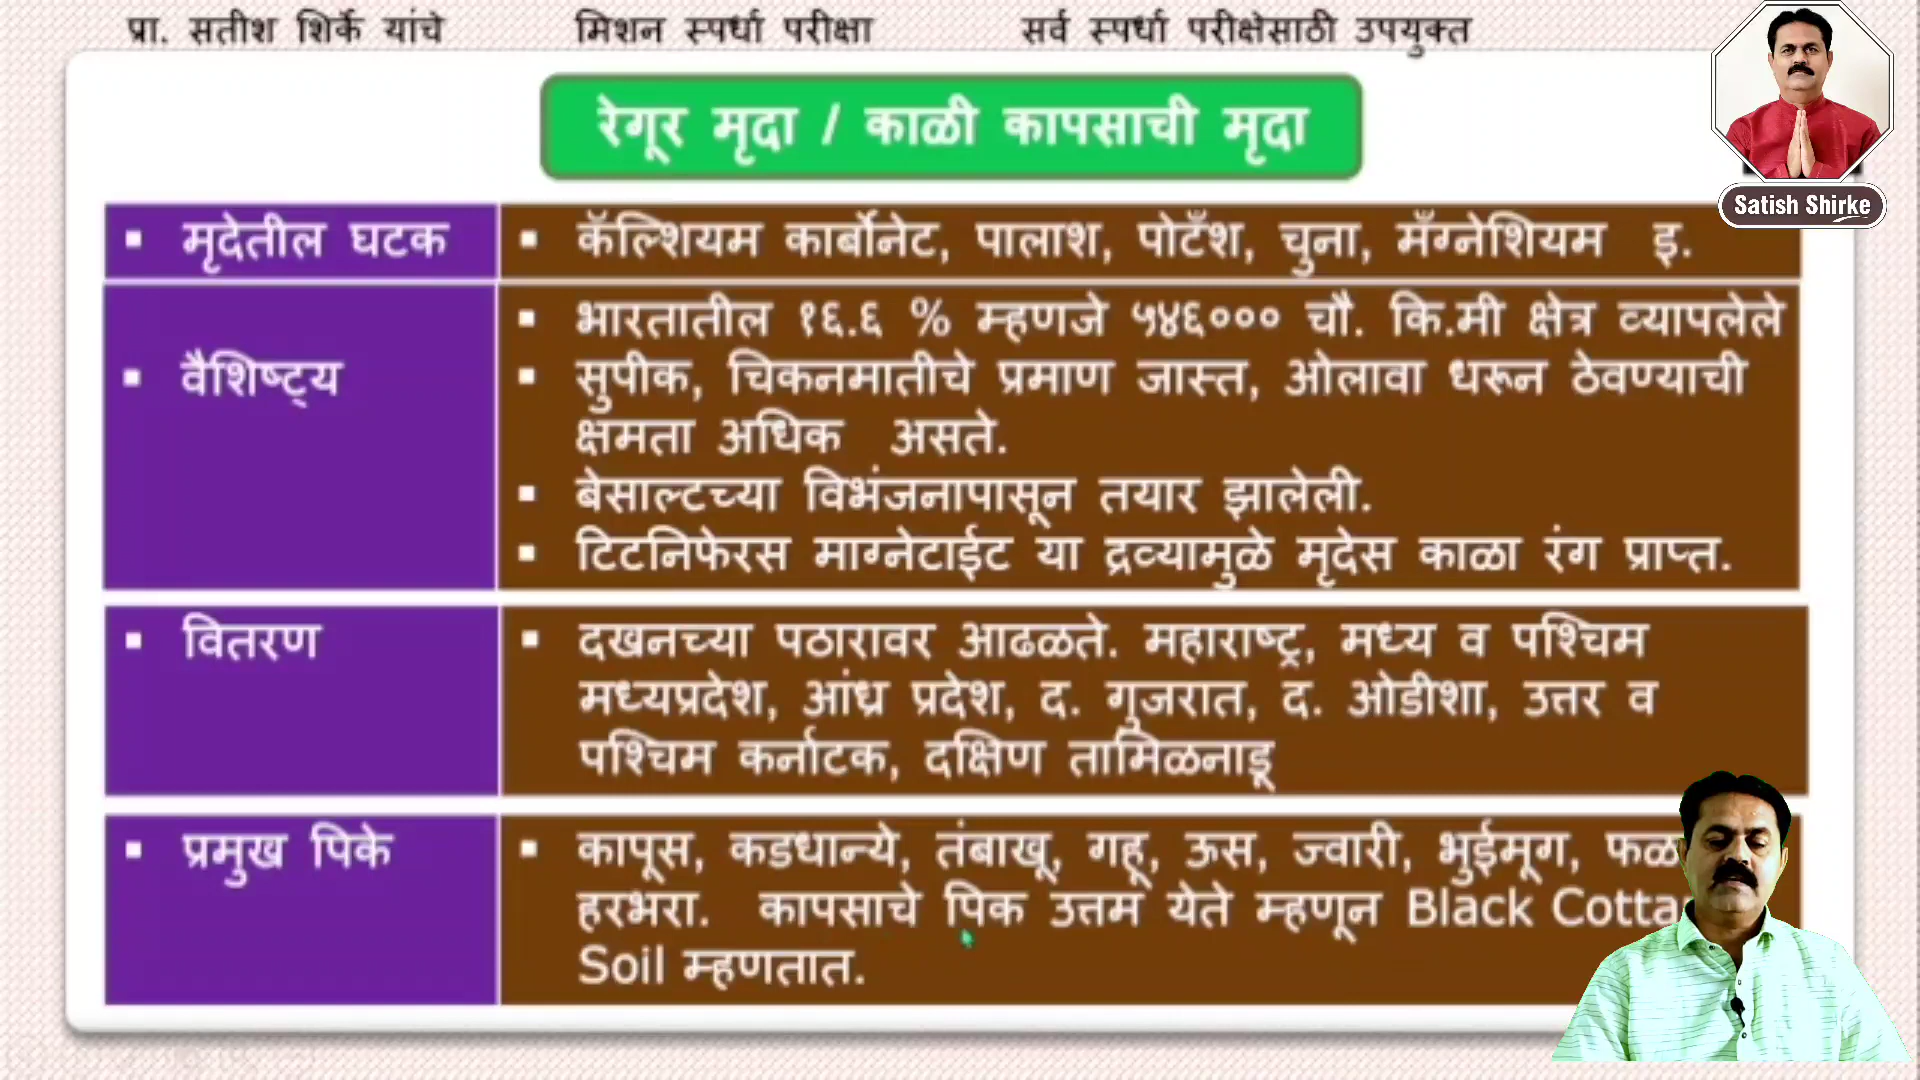 प्रा. सतीश शिर्के यांचे मिशन स्पर्धा परीक्षा सर्व स्पर्धा परीक्षेसाठी उपयुक्त
Satish Shirke
रेगूर मृदा / काळी कापसाची मृदा
▪ मृदेतील घटक
▪ कॅल्शियम कार्बोनेट, पालाश, पोटॅंश, चुना, मॅंग्नेशियम इ.
▪ वैशिष्ट्य
▪ भारतातील १६.६ % म्हणजे ५४६००० चौ. कि.मी क्षेत्र व्यापलेले
▪ सुपीक, चिकनमातीचे प्रमाण जास्त, ओलावा धरून ठेवण्याची
क्षमता अधिक असते.
▪ बेसाल्टच्या विभंजनापासून तयार झालेली.
▪ टिटनिफेरस माग्नेटाईट या द्रव्यामुळे मृदेस काळा रंग प्राप्त.
▪ वितरण
▪ दखनच्या पठारावर आढळते. महाराष्ट्र, मध्य व पश्चिम
मध्यप्रदेश, आंध्र प्रदेश, द. गुजरात, द. ओडीशा, उत्तर व
पश्चिम कर्नाटक, दक्षिण तामिळनाडू
▪ प्रमुख पिके
▪ कापूस, कडधान्ये, तंबाखू, गहू, ऊस, ज्वारी, भुईमूग,
हरभरा. कापसाचे पिक उत्तम येते म्हणून Black
Soil म्हणतात.